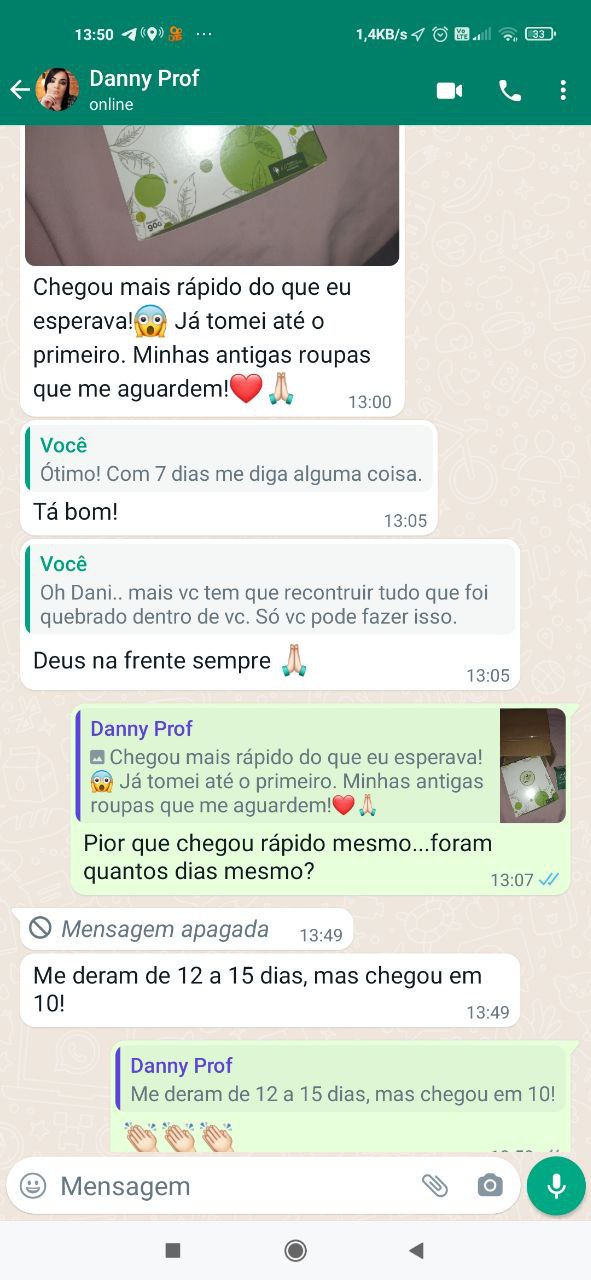 13:50
1,4KB/s
33
Danny Prof
online
90g
Chegou mais rápido do que eu
esperava!😱 Já tomei até o
primeiro. Minhas antigas roupas
que me aguardem!❤️🙏🏻
13:00
Você
Ótimo! Com 7 dias me diga alguma coisa.
Tá bom!
13:05
Você
Oh Dani.. mais vc tem que recontruir tudo que foi
quebrado dentro de vc. Só vc pode fazer isso.
Deus na frente sempre 🙏🏻
13:05
Danny Prof
Chegou mais rápido do que eu esperava!
😱 Já tomei até o primeiro. Minhas antigas
roupas que me aguardem!❤️🙏🏻
Pior que chegou rápido mesmo...foram
quantos dias mesmo?
13:07
Mensagem apagada
13:49
Me deram de 12 a 15 dias, mas chegou em
10!
13:49
Danny Prof
Me deram de 12 a 15 dias, mas chegou em 10!
👏🏻👏🏻👏🏻
Mensagem